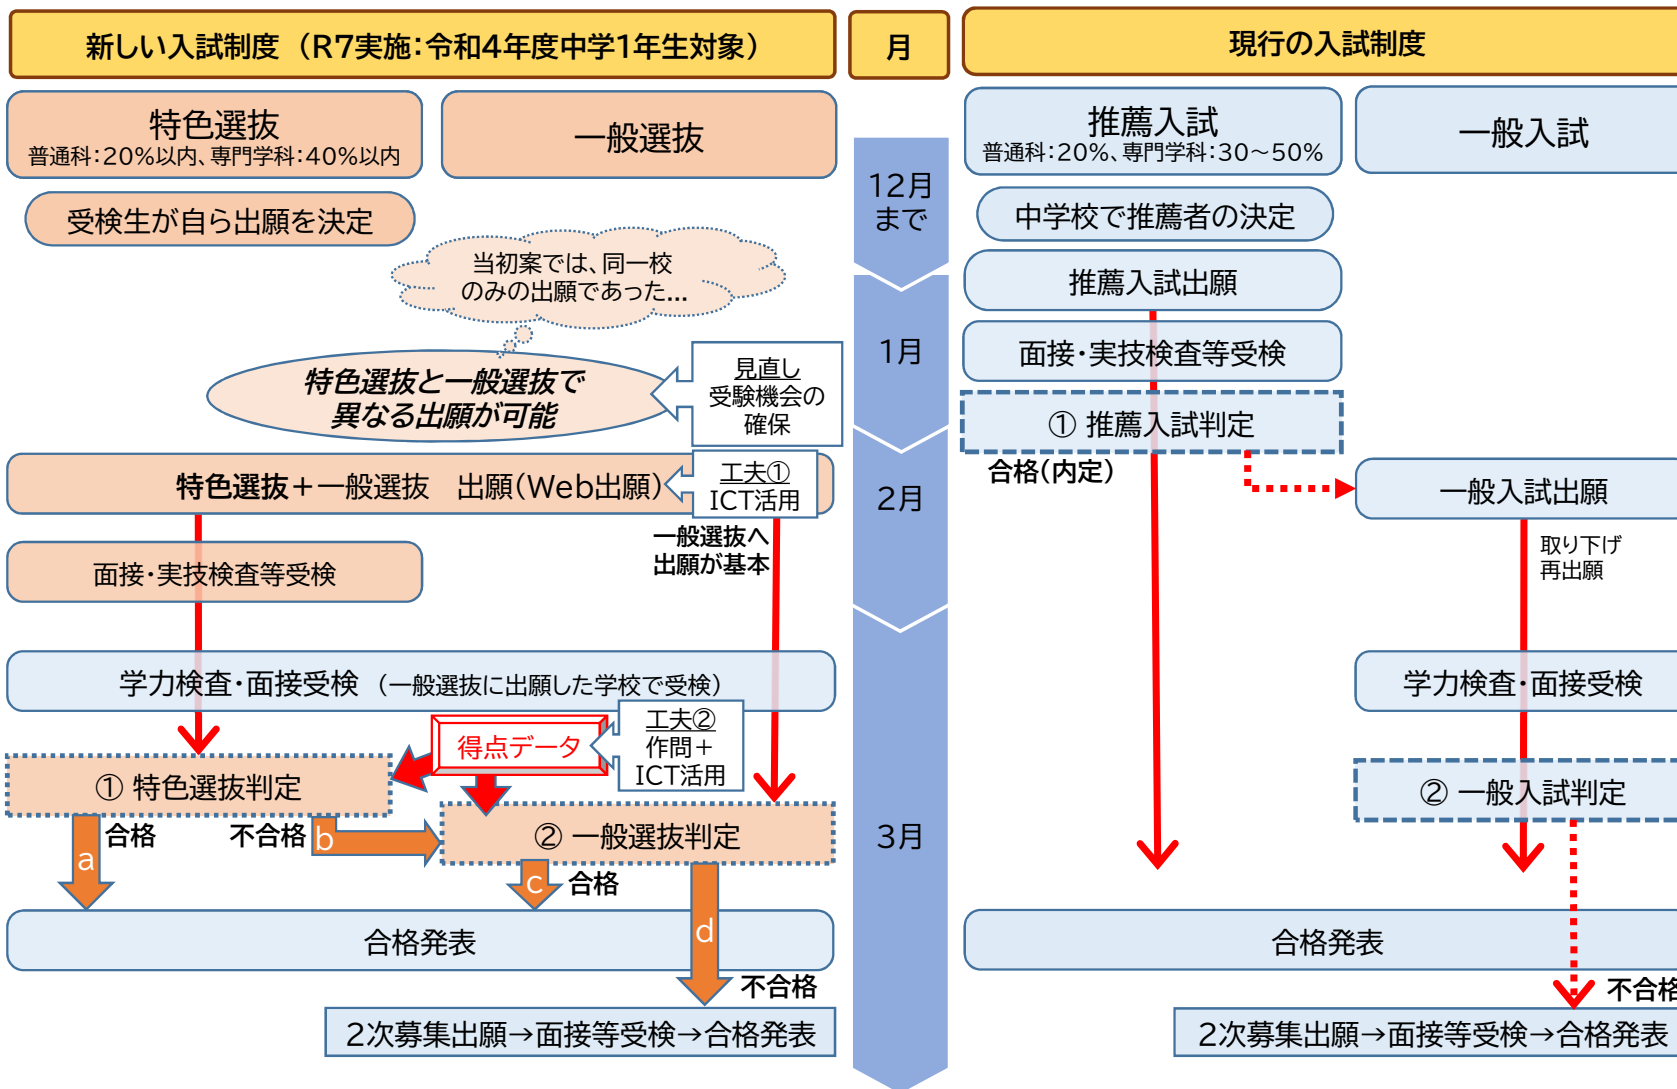 新しい入試制度 （R7実施：令和4年度中学1年生対象）
特色選抜
普通科：20%以内、専門学科：40%以内
一般選抜
受検生が自ら出願を決定
当初案では、同一校
のみの出願であった...
特色選抜と一般選抜で
異なる出願が可能
見直し
受験機会の
確保
特色選抜＋一般選抜　出願（Web出願）
工夫①
ICT活用
一般選抜へ
出願が基本
面接・実技検査等受検
学力検査・面接受検 （一般選抜に出願した学校で受検）
得点データ
工夫②
作問＋
ICT活用
① 特色選抜判定
a
合格
不合格
b
② 一般選抜判定
c
合格
d
合格発表
不合格
2次募集出願→面接等受検→合格発表
月
12月
まで
1月
2月
3月
現行の入試制度
推薦入試
普通科：20%、専門学科：30～50%
一般入試
中学校で推薦者の決定
推薦入試出願
面接・実技検査等受検
① 推薦入試判定
合格（内定）
一般入試出願
取り下げ
再出願
学力検査・面接受検
② 一般入試判定
合格発表
不合格
2次募集出願→面接等受検→合格発表